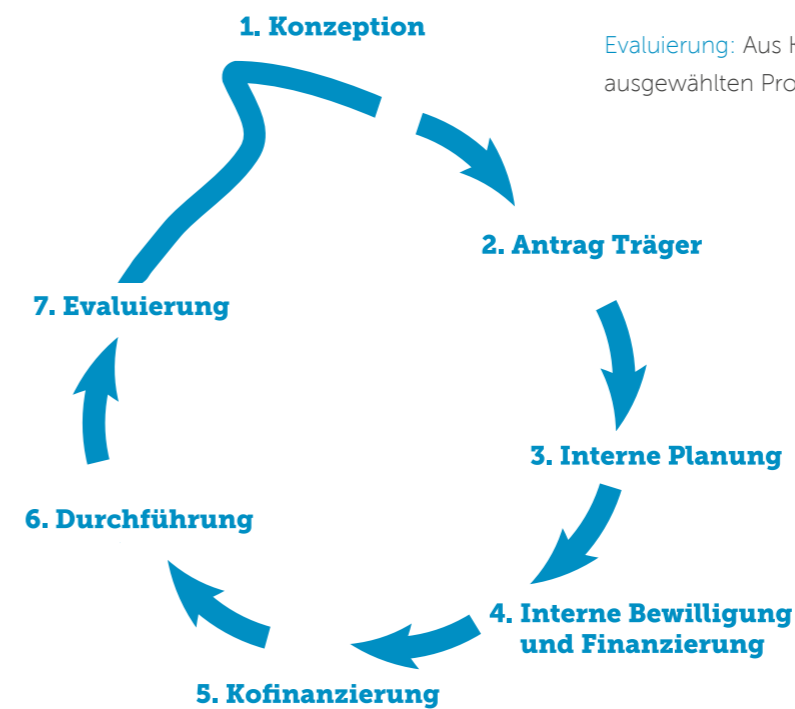 1. Konzeption
Evaluierung: Aus
ausgewählten
2. Antrag Träger
7. Evaluierung
3. Interne Planung
6. Durchführung
4. Interne Bewilligung
und Finanzierung
5. Kofinanzierung